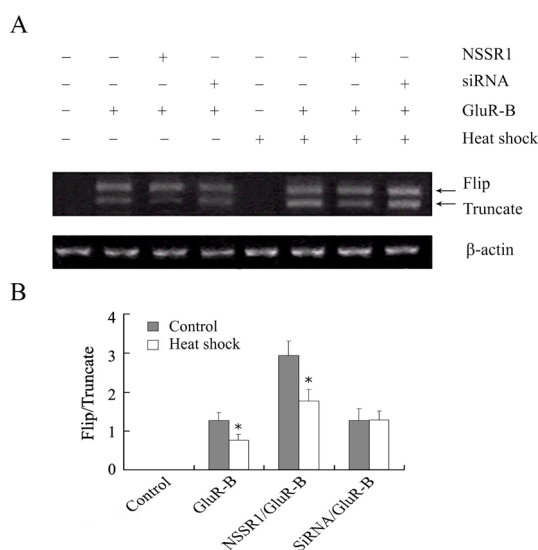 A
– – + – – – + – NSSR1
– – – + – – – + siRNA
– + + + – + + + GluR-B
– – – – + + + + Heat shock
Flip
Truncate
β-actin
B
Flip/Truncate
4
3
2
1
0
Control
Heat shock
*
*
Control
GluR-B
NSSR1/GluR-B
SiRNA/GluR-B